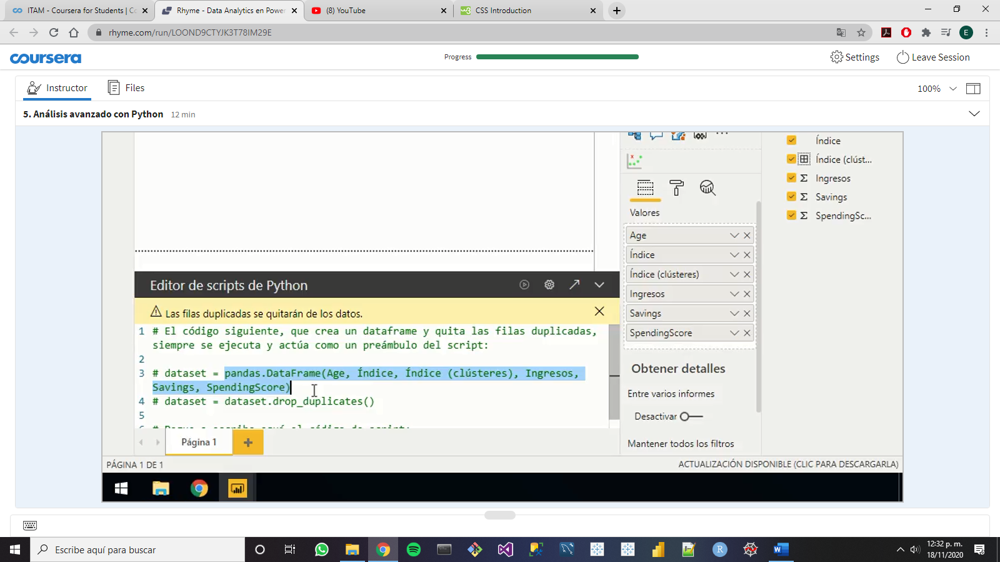 ITAM - Coursera for Students | Co
Rhyme - Data Analytics en Power
(8) YouTube
CSS Introduction
rhyme.com/run/LOOND9CTYJK3T78IM29E
E
coursera
Progress
Settings
Leave Session
Instructor
Files
100%
5. Análisis avanzado con Python 12 min
Índice
Índice (clúst...
Ingresos
Savings
SpendingSc...
Valores
Age
Índice
Índice (clústeres)
Ingresos
Savings
SpendingScore
Obtener detalles
Entre varios informes
Desactivar
Mantener todos los filtros
Editor de scripts de Python
Las filas duplicadas se quitarán de los datos.
1 # El código siguiente, que crea un dataframe y quita las filas duplicadas,
siempre se ejecuta y actúa como un preámbulo del script:
2
3 # dataset = pandas.DataFrame(Age, Índice, Índice (clústeres), Ingresos,
Savings, SpendingScore)
4 # dataset = dataset.drop_duplicates()
5
Página 1
PÁGINA 1 DE 1
ACTUALIZACIÓN DISPONIBLE (CLIC PARA DESCARGARLA)
Escribe aquí para buscar
12:32 p. m.
18/11/2020